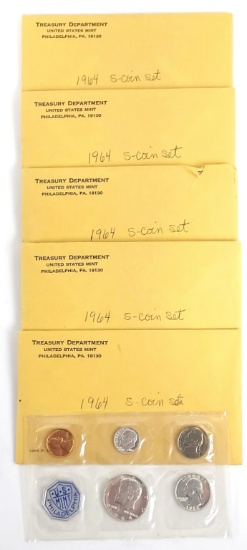 TREASURY DEPARTMENT
UNITED STATES MINT
PHILADELPHIA, PA. 19130
1964 5-coin set
TREASURY DEPARTMENT
UNITED STATES MINT
PHILADELPHIA, PA. 19130
1964 5-coin set
TREASURY DEPARTMENT
UNITED STATES MINT
PHILADELPHIA, PA. 19130
1964 5-coin set
TREASURY DEPARTMENT
UNITED STATES MINT
PHILADELPHIA, PA. 19130
1964 5-coin set
TREASURY DEPARTMENT
UNITED STATES MINT
PHILADELPHIA, PA. 19130
1964 5-coin set